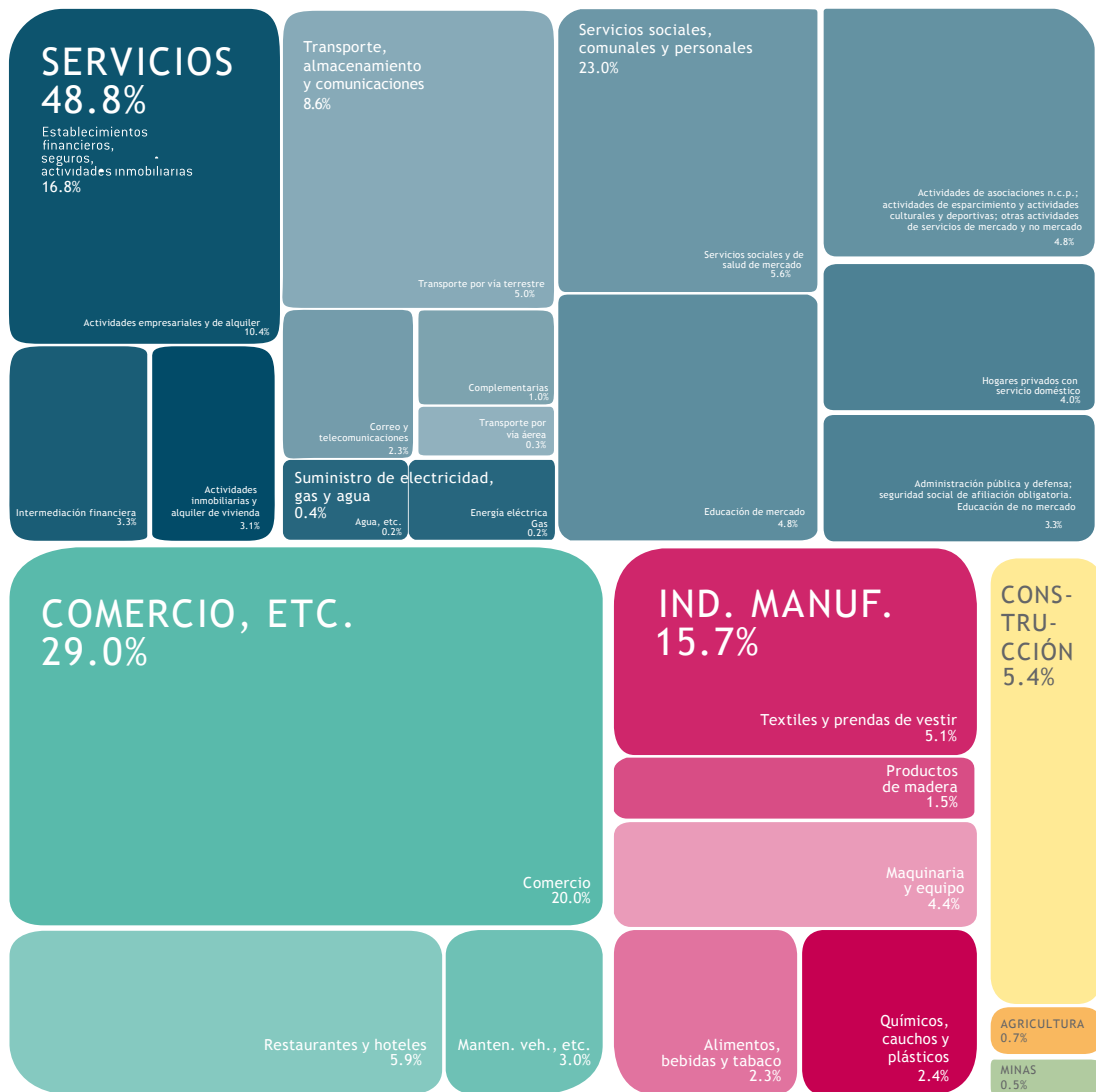 SERVICIOS
48.8%
Establecimientos
financieros,
seguros,
actividades inmobiliarias
16.8%
Actividades empresariales y de alquiler
10.4%
Intermediación financiera
3.3%
Actividades
inmobiliarias y
alquiler de vivienda
3.1%
Transporte,
almacenamiento
y comunicaciones
8.6%
Transporte por vía terrestre
5.0%
Correo y
telecomunicaciones
2.3%
Complementarias
1.0%
Transporte por
vía áerea
0.3%
Suministro de electricidad,
gas y agua
0.4%
Agua, etc.
0.2%
Energía eléctrica
Gas
0.2%
Servicios sociales,
comunales y personales
23.0%
Servicios sociales y de
salud de mercado
5.6%
Educación de mercado
4.8%
Actividades de asociaciones n.c.p.;
actividades de esparcimiento y actividades
culturales y deportivas; otras actividades
de servicios de mercado y no mercado
4.8%
Hogares privados con
servicio doméstico
4.0%
Administración pública y defensa;
seguridad social de afiliación obligatoria.
Educación de no mercado
3.3%
COMERCIO, ETC.
29.0%
Comercio
20.0%
Restaurantes y hoteles
5.9%
Manten. veh., etc.
3.0%
IND. MANUF.
15.7%
Textiles y prendas de vestir
5.1%
Productos
de madera
1.5%
Maquinaria
y equipo
4.4%
Alimentos,
bebidas y tabaco
2.3%
Químicos,
cauchos y
plásticos
2.4%
CONS-
TRU-
CCIÓN
5.4%
AGRICULTURA
0.7%
MINAS
0.5%